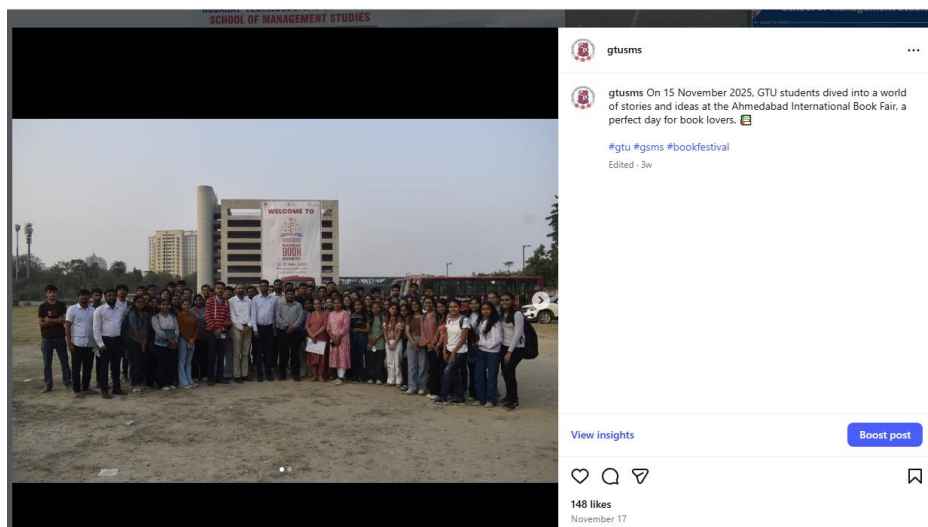 SCHOOL OF MANAGEMENT STUDIES
WELCOME TO
BOOK
gtusms
gtusms On 15 November 2025, GTU students dived into a world
of stories and ideas at the Ahmedabad International Book Fair, a
perfect day for book lovers. 📚
#gtu #gsms #bookfestival
Edited · 3w
View insights
Boost post
148 likes
November 17